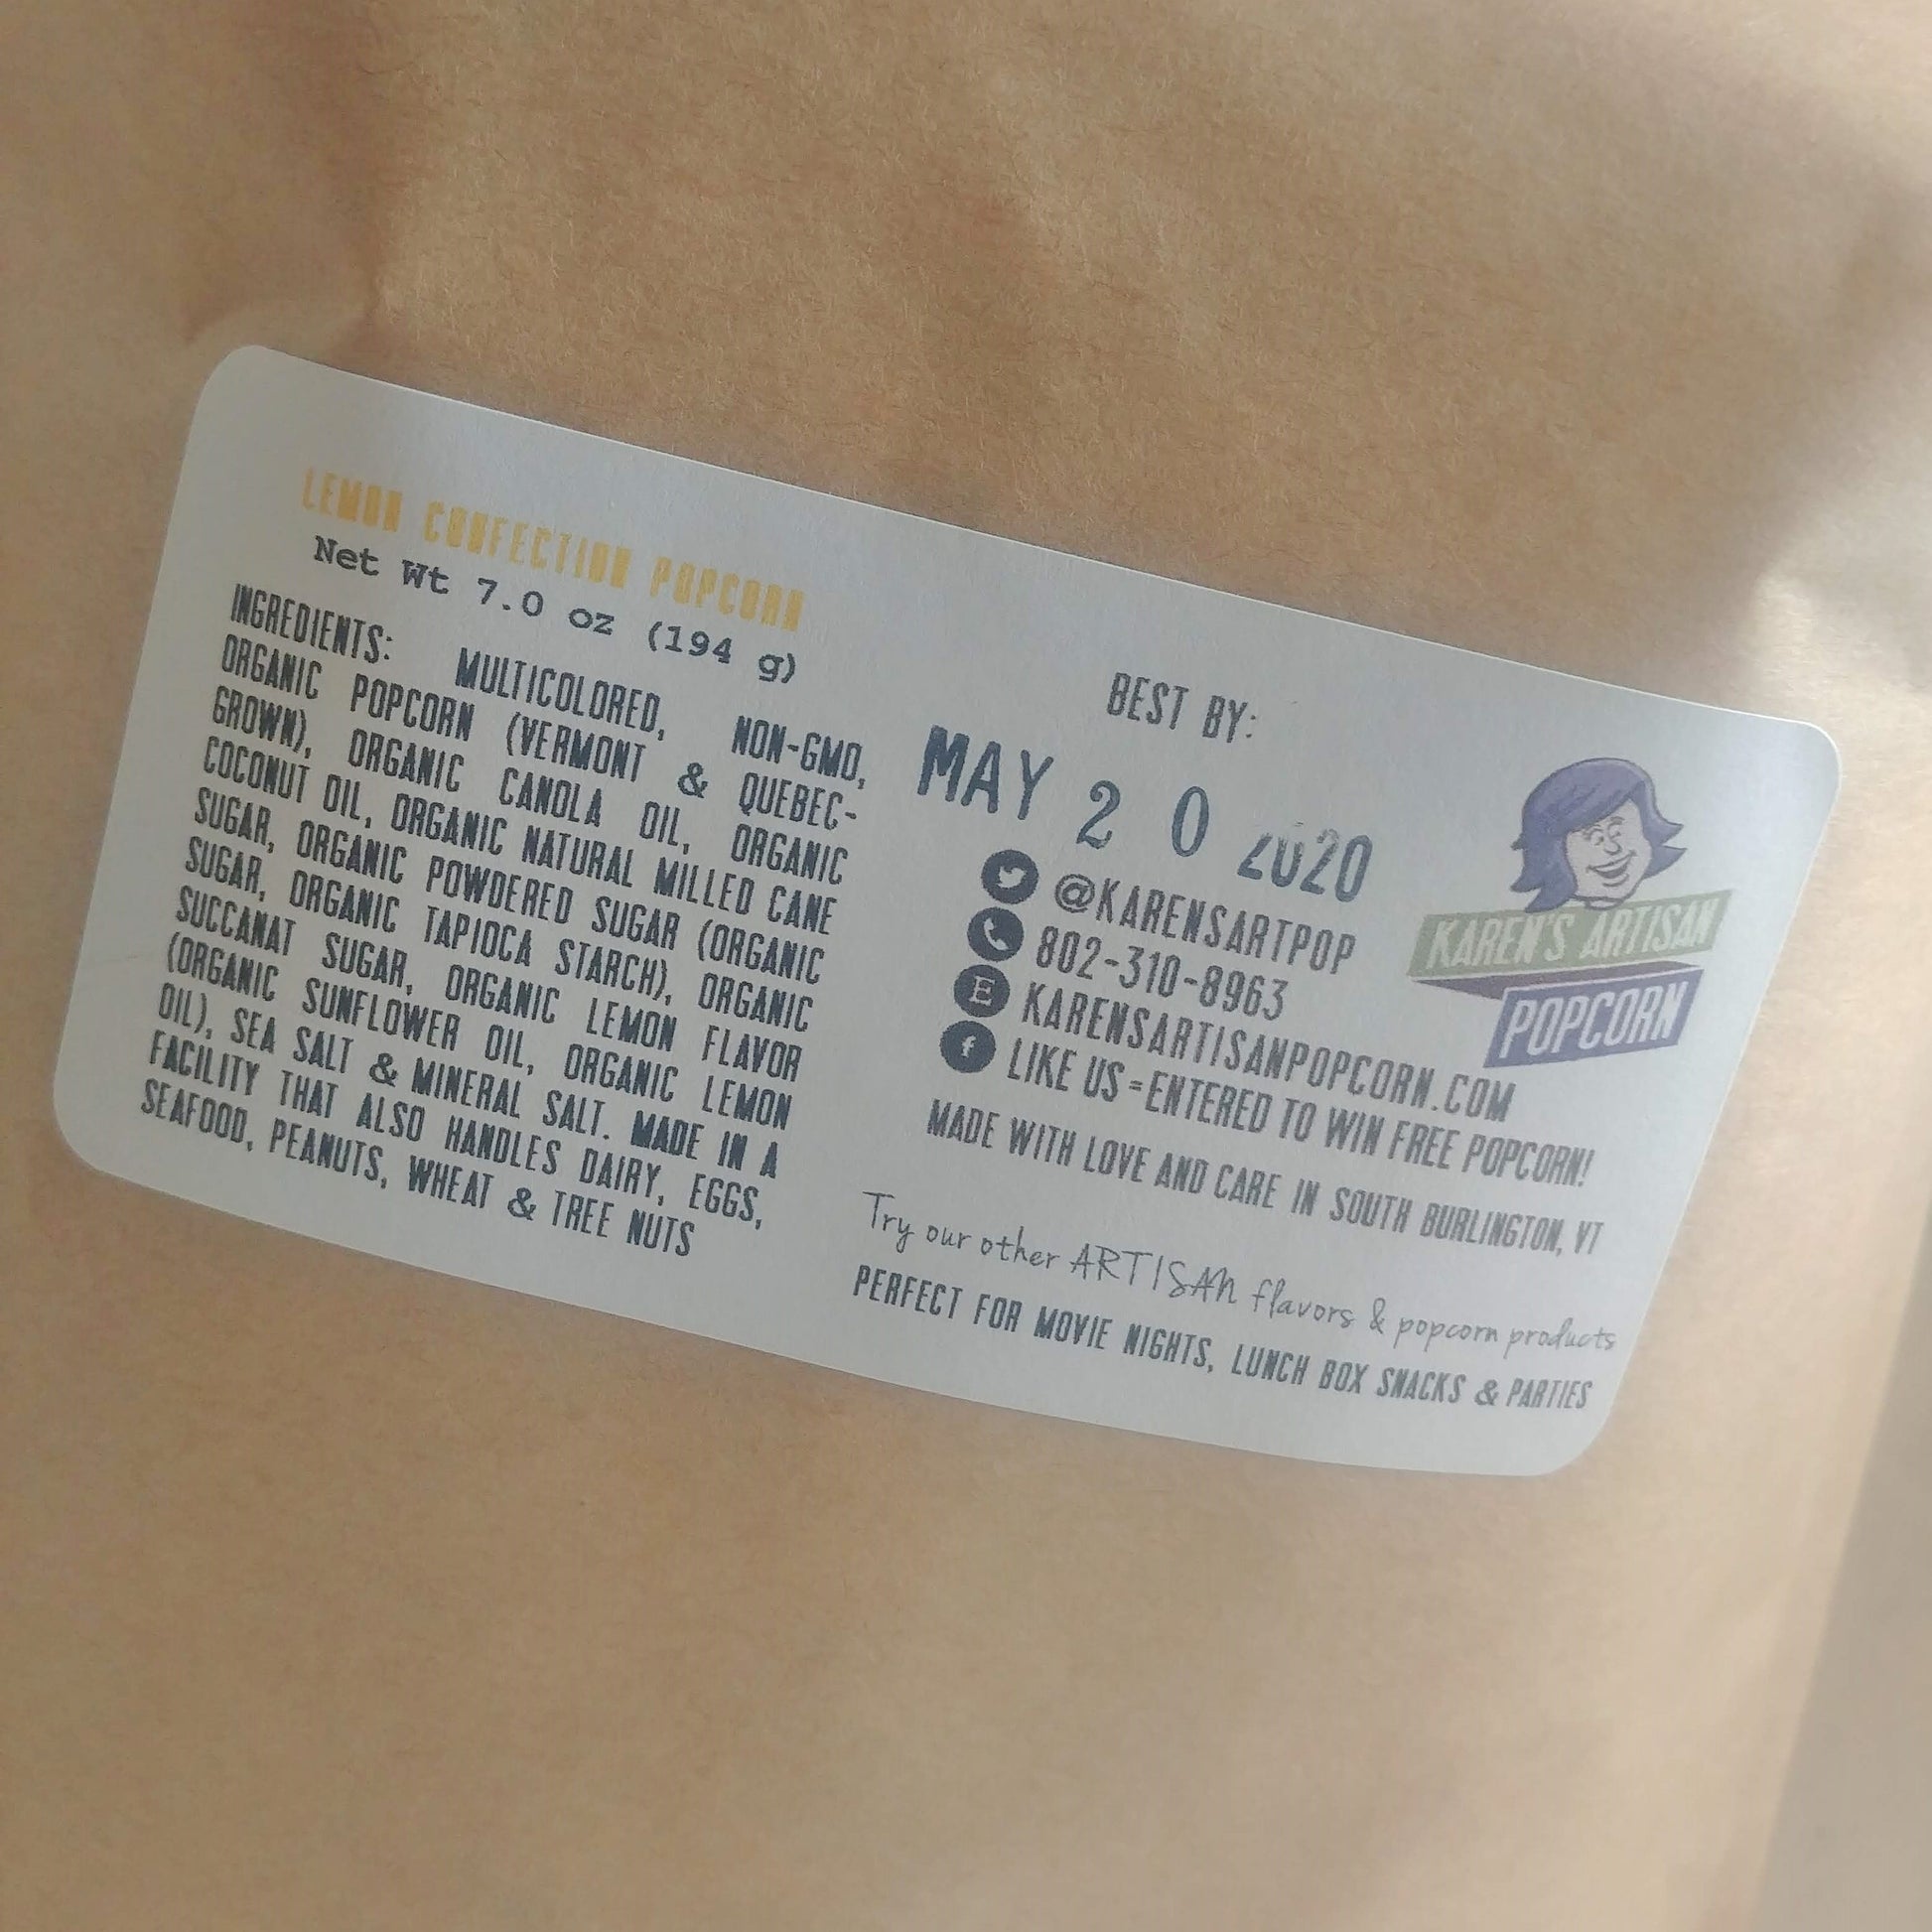 LEMON CONFECTION POPCORN
Net Wt 7.0 oz (194 g)
INGREDIENTS: MULTICOLORED, NON-GMO,
ORGANIC POPCORN (VERMONT & QUEBEC-
GROWN), ORGANIC CANOLA OIL, ORGANIC
COCONUT OIL, ORGANIC NATURAL MILLED CANE
SUGAR, ORGANIC POWDERED SUGAR (ORGANIC
SUGAR, ORGANIC TAPIOCA STARCH), ORGANIC
SUCCANAT SUGAR, ORGANIC LEMON FLAVOR
(ORGANIC SUNFLOWER OIL, ORGANIC LEMON
OIL), SEA SALT & MINERAL SALT. MADE IN A
FACILITY THAT ALSO HANDLES DAIRY, EGGS,
SEAFOOD, PEANUTS, WHEAT & TREE NUTS
BEST BY:
MAY 2 0 2020
@KARENSARTPOP
802-310-8963
E KARENSARTISANPOPCORN.COM
f LIKE US=ENTERED TO WIN FREE POPCORN!
MADE WITH LOVE AND CARE IN SOUTH BURLINGTON, VT
Try our other ARTISAN flavors & popcorn products
PERFECT FOR MOVIE NIGHTS, LUNCH BOX SNACKS & PARTIES
KAREN'S ARTISAN
POPCORN